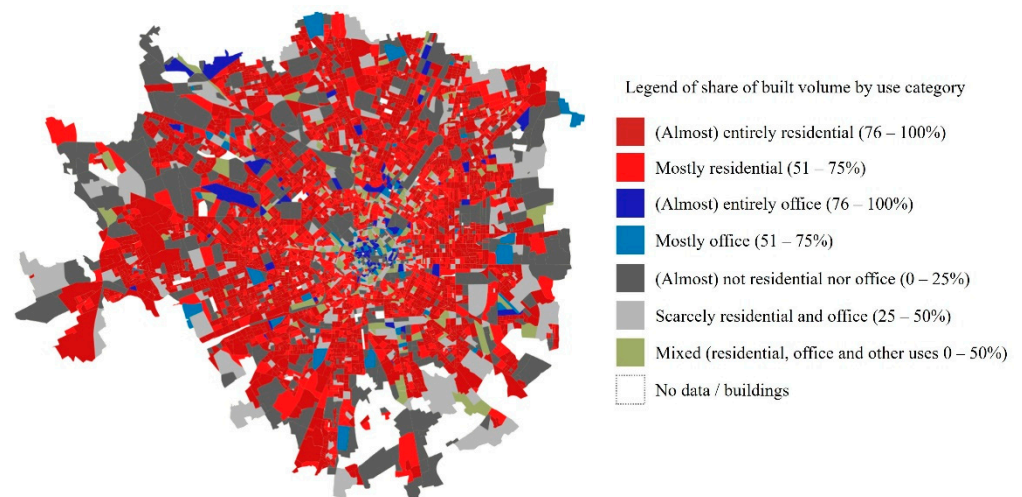 Legend of share of built volume by use category
(Almost) entirely residential (76 – 100%)
Mostly residential (51 – 75%)
(Almost) entirely office (76 – 100%)
Mostly office (51 – 75%)
(Almost) not residential nor office (0 – 25%)
Scarcely residential and office (25 – 50%)
Mixed (residential, office and other uses 0 – 50%)
No data / buildings